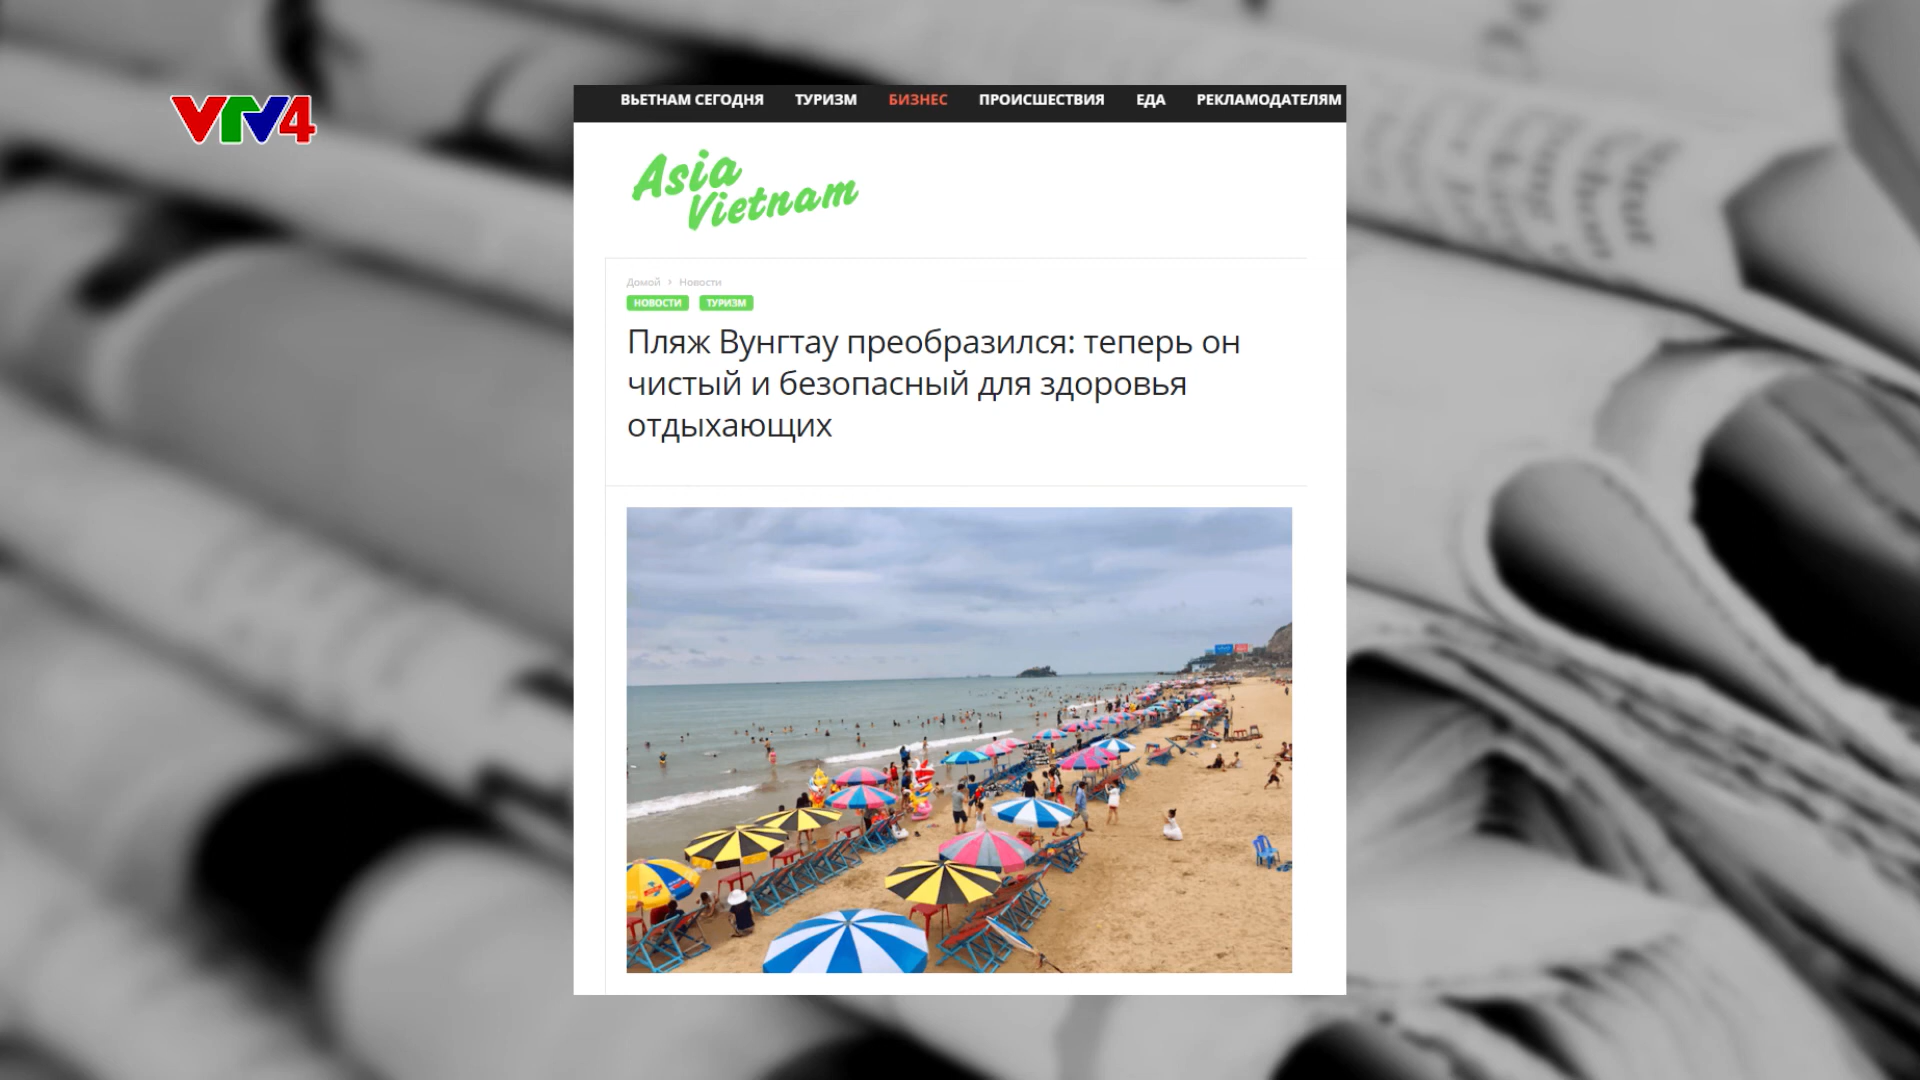 VTV4
ВЬЕТНАМ СЕГОДНЯ ТУРИЗМ БИЗНЕС ПРОИСШЕСТВИЯ ЕДА РЕКЛАМОДАТЕЛЯМ
Asia
Vietnam
Домой › Новости
НОВОСТИ ТУРИЗМ
Пляж Вунгтау преобразился: теперь он
чистый и безопасный для здоровья
отдыхающих